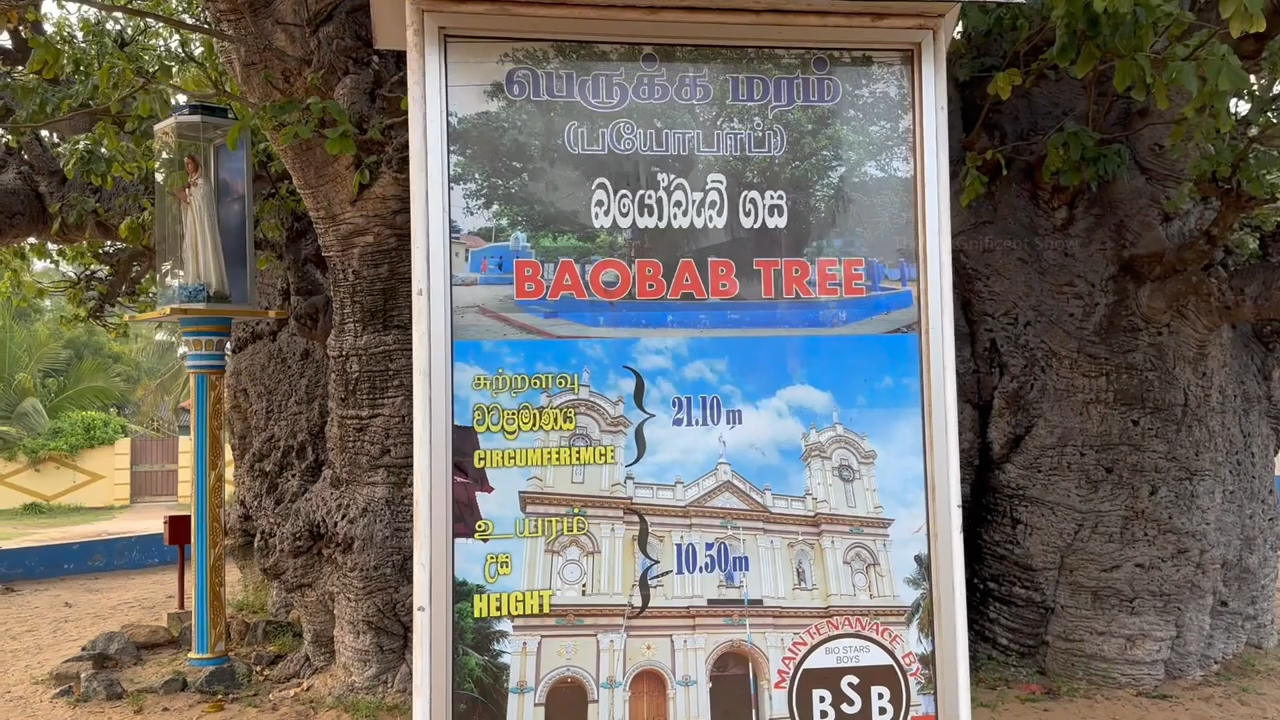 பெருக்க மரம்
(பயோபாப்)
බයෝබැබ් ගස
BAOBAB TREE
சுற்றளவு
වටප්‍රමාණය
CIRCUMFEREMCE
21.10 m
உயரம்
උස
HEIGHT
10.50m
MAINTENANACE BY
BIO STARS
BOYS
BSB